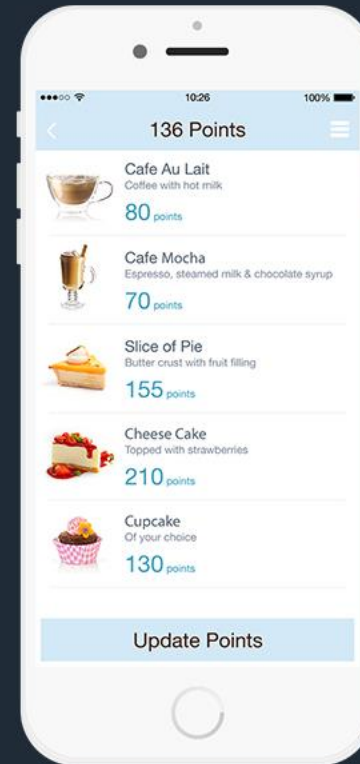 10:26
100%
136 Points
Cafe Au Lait
Coffee with hot milk
80 points
Cafe Mocha
Espresso, steamed milk & chocolate syrup
70 points
Slice of Pie
Butter crust with fruit filling
155 points
Cheese Cake
Topped with strawberries
210 points
Cupcake
Of your choice
130 points
Update Points